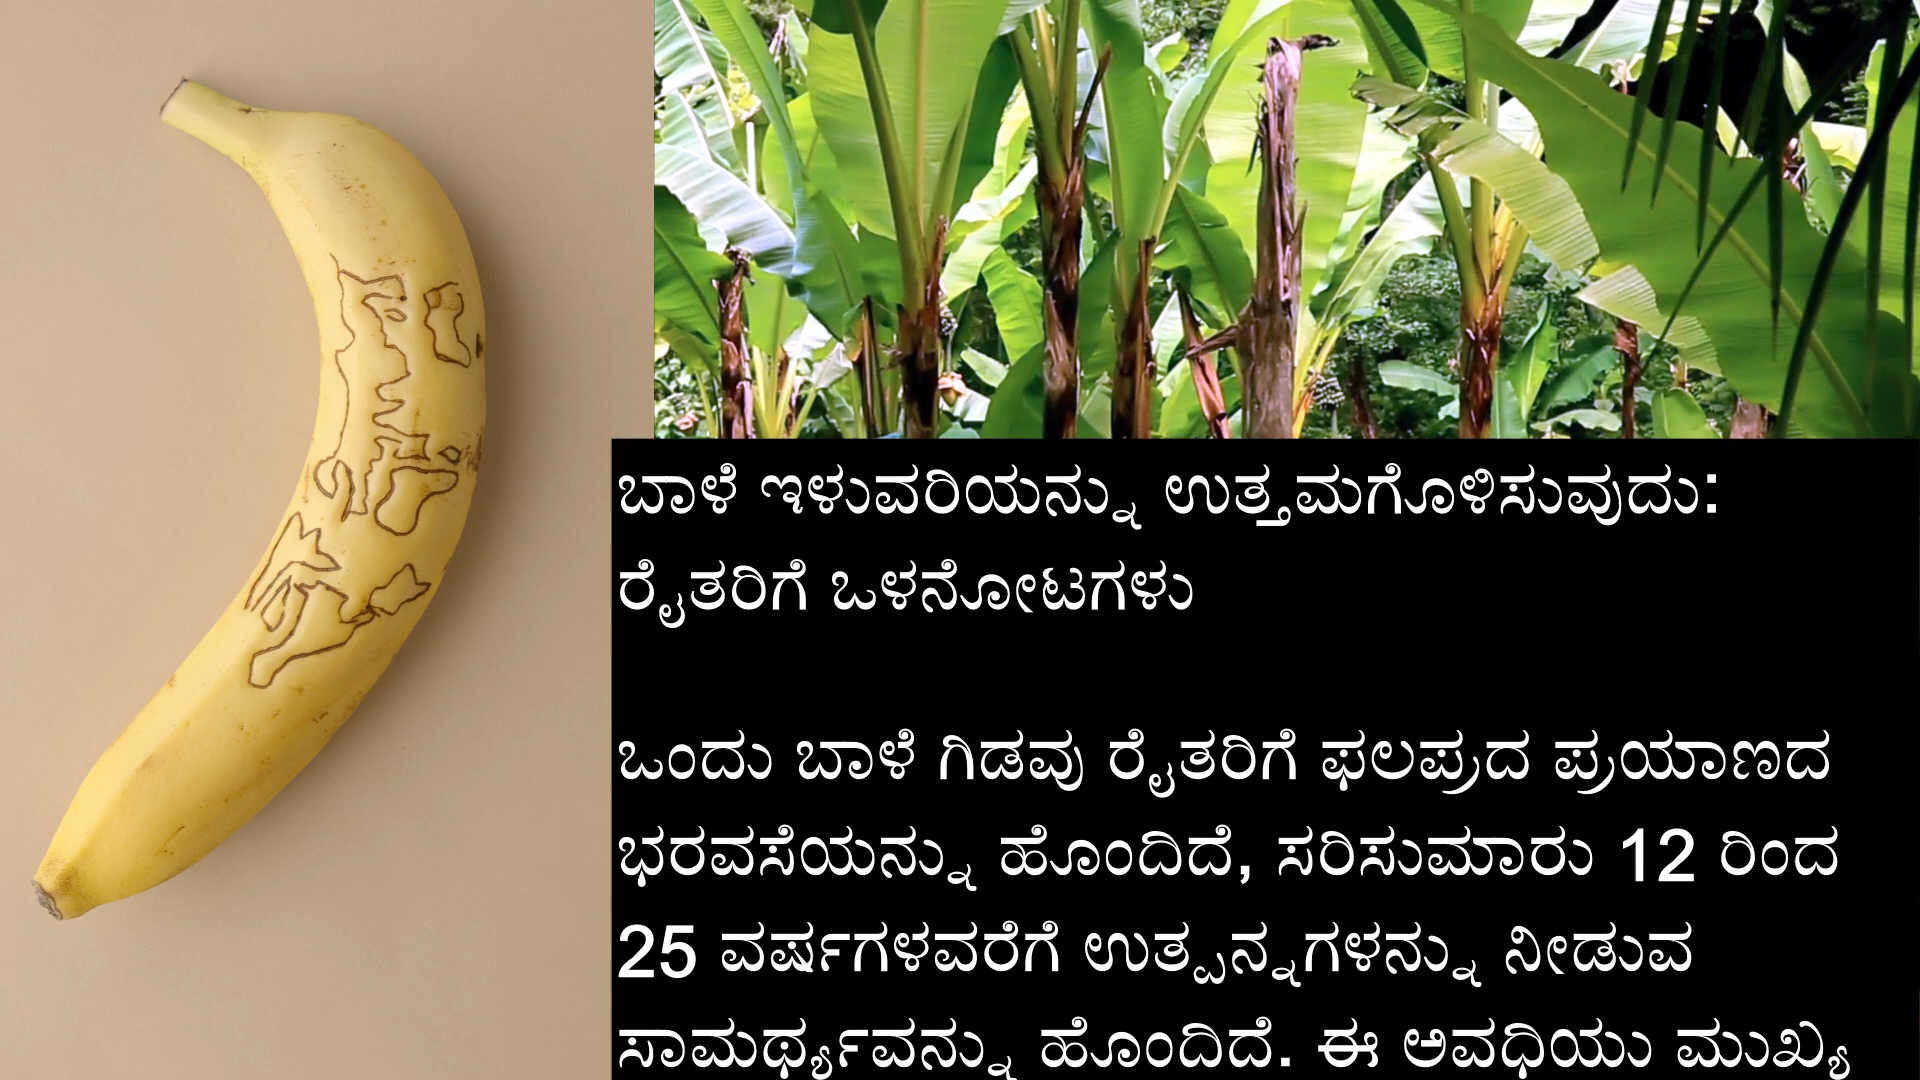 ಬಾಳೆ ಇಳುವರಿಯನ್ನು ಉತ್ತಮಗೊಳಿಸುವುದು:
ರೈತರಿಗೆ ಒಳನೋಟಗಳು
ಒಂದು ಬಾಳೆ ಗಿಡವು ರೈತರಿಗೆ ಫಲಪ್ರದ ಪ್ರಯಾಣದ
ಭರವಸೆಯನ್ನು ಹೊಂದಿದೆ, ಸರಿಸುಮಾರು 12 ರಿಂದ
25 ವರ್ಷಗಳವರೆಗೆ ಉತ್ಪನ್ನಗಳನ್ನು ನೀಡುವ
ಸಾಮರ್ಥ್ಯವನ್ನು ಹೊಂದಿದೆ. ಈ ಅವಧಿಯು ಮುಖ್ಯ